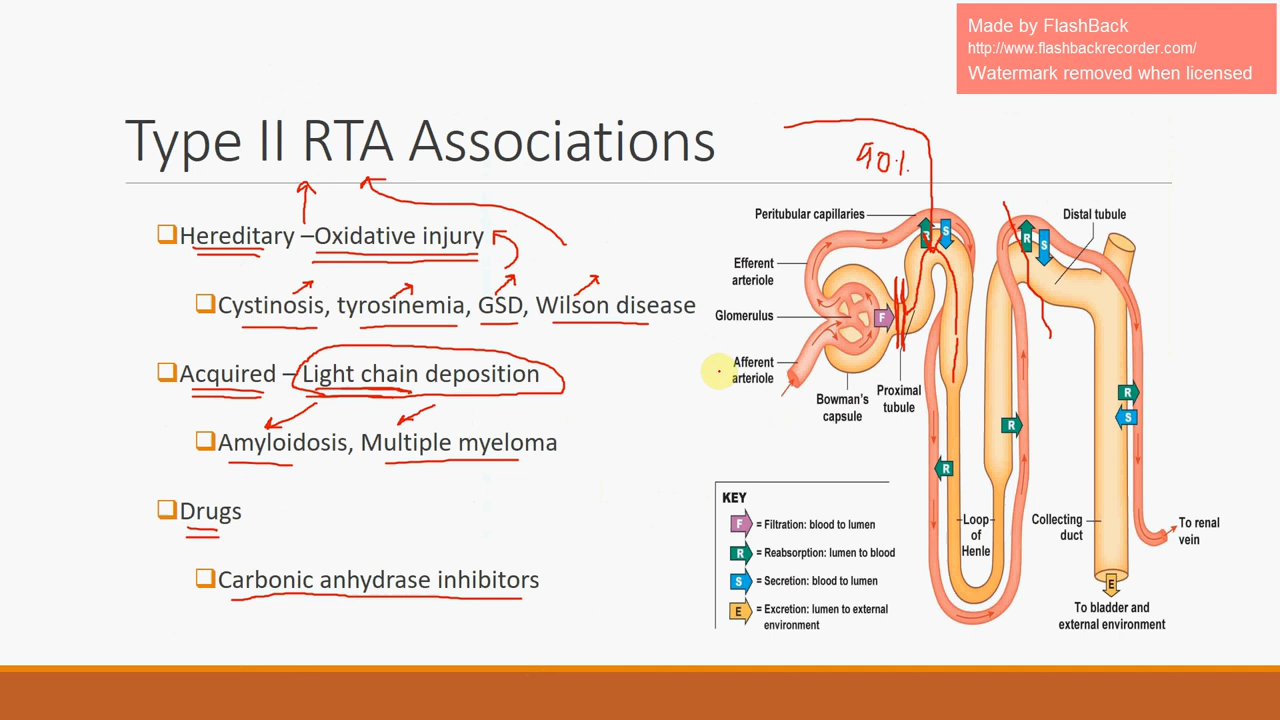 Made by FlashBack
http://www.flashbackrecorder.com/
Watermark removed when licensed
Type II RTA Associations
90%
Hereditary –Oxidative injury
Cystinosis, tyrosinemia, GSD, Wilson disease
Acquired – Light chain deposition
Amyloidosis, Multiple myeloma
Drugs
Carbonic anhydrase inhibitors
Peritubular capillaries
Distal tubule
R
S
R
S
Efferent
arteriole
Glomerulus
F
Afferent
arteriole
Bowman's
capsule
Proximal
tubule
R
S
R
R
Loop
of
Henle
Collecting
duct
To renal
vein
E
To bladder and
external environment
KEY
F = Filtration: blood to lumen
R = Reabsorption: lumen to blood
S = Secretion: blood to lumen
E = Excretion: lumen to external
environment